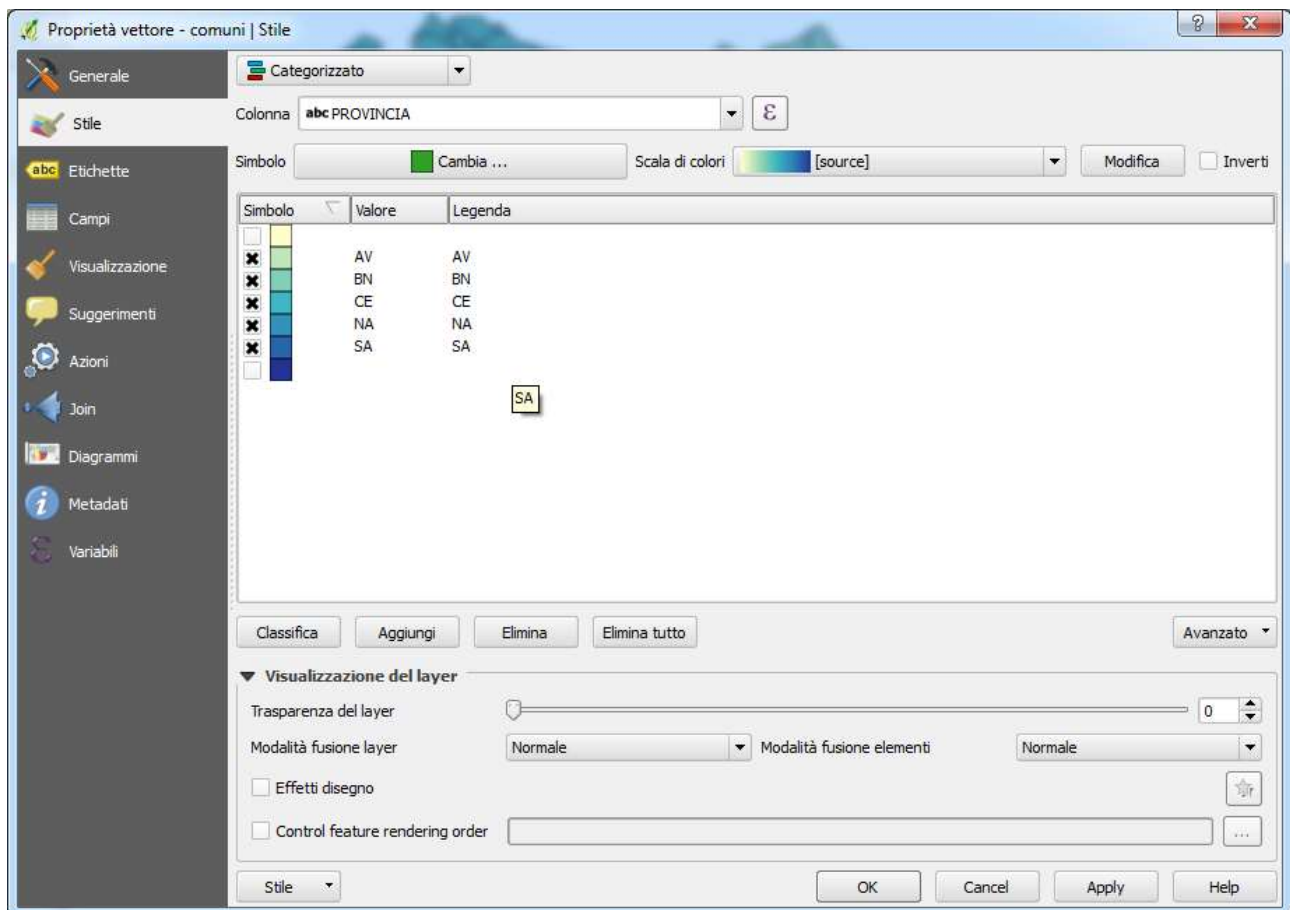 Proprietà vettore - comuni | Stile
?
X
Generale
Stile
abc Etichette
Campi
Visualizzazione
Suggerimenti
Azioni
Join
Diagrammi
i Metadati
ε Variabili
Categorizzato
Colonna abc PROVINCIA ε
Simbolo Cambia ... Scala di colori [source] Modifica Inverti
Simbolo Valore Legenda
AV AV
BN BN
CE CE
NA NA
SA SA
SA
Classifica Aggiungi Elimina Elimina tutto Avanzato
Visualizzazione del layer
Trasparenza del layer 0
Modalità fusione layer Normale Modalità fusione elementi Normale
Effetti disegno
Control feature rendering order ...
Stile OK Cancel Apply Help